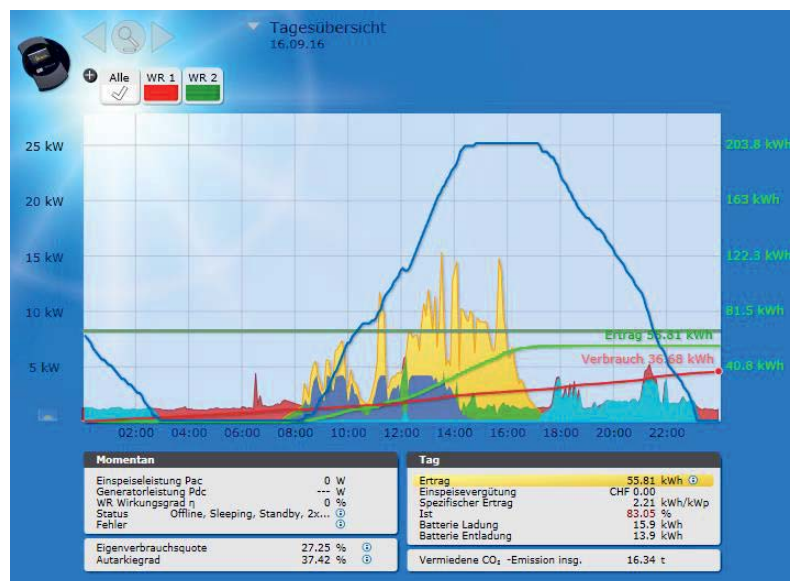 Tagesübersicht
16.09.16
Alle WR 1 WR 2
25 kW
20 kW
15 kW
10 kW
5 kW
203.8 kWh
163 kWh
122.3 kWh
81.5 kWh
40.8 kWh
Ertrag 55.81 kWh
Verbrauch 36.68 kWh
02:00 04:00 06:00 08:00 10:00 12:00 14:00 16:00 18:00 20:00 22:00
Momentan
Einspeiseleistung Pac 0 W
Generatorleistung Pdc --- W
WR Wirkungsgrad η 0 %
Status Offline, Sleeping, Standby, 2x...
Fehler
Eigenverbrauchsquote 27.25 %
Autarkiegrad 37.42 %
Tag
Ertrag 55.81 kWh
Einspeisevergütung CHF 0.00
Spezifischer Ertrag 2.21 kWh/kWp
Ist 83.05 %
Batterie Ladung 15.9 kWh
Batterie Entladung 13.9 kWh
Vermiedene CO₂ -Emission insg. 16.34 t